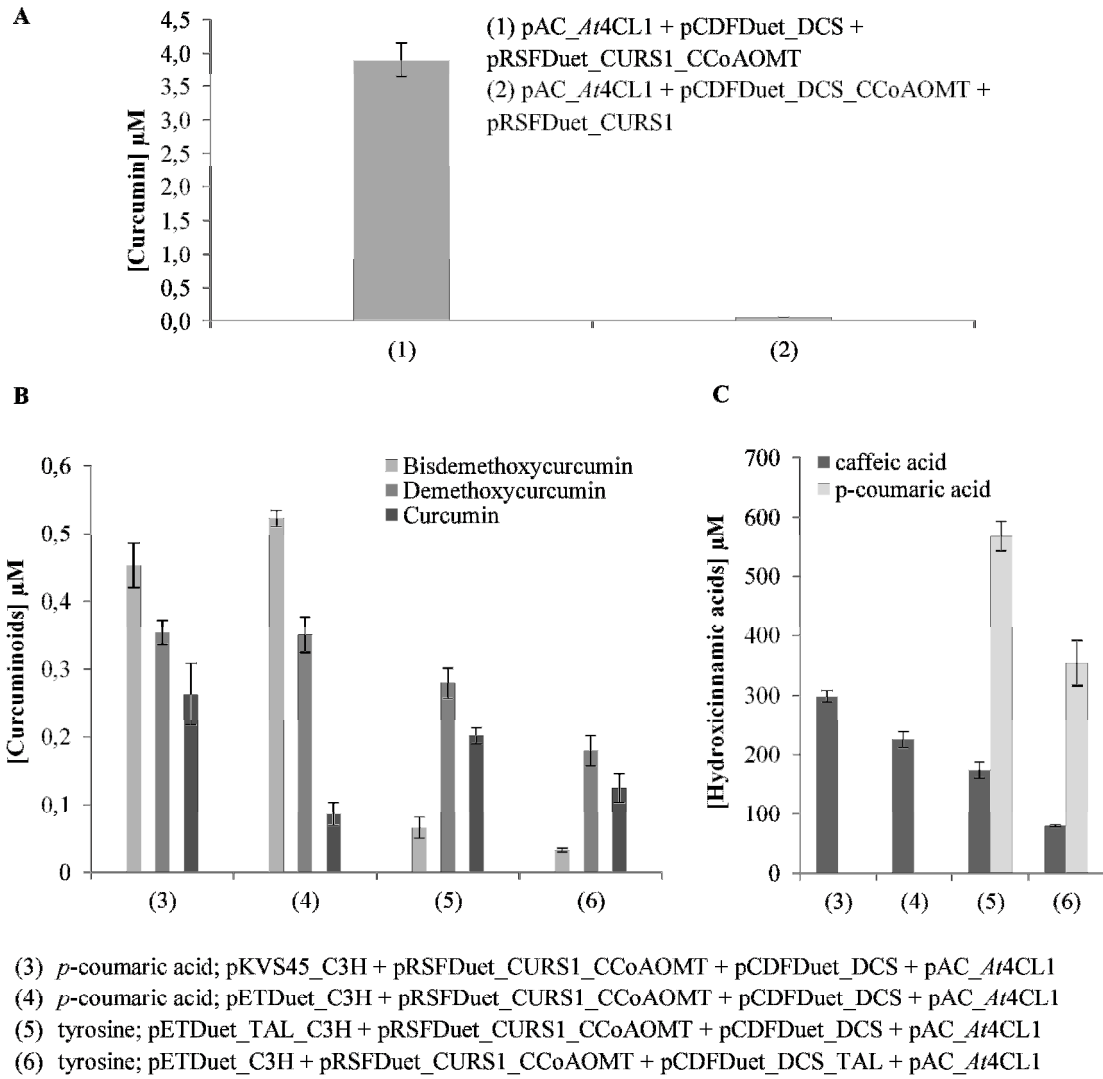 A
[Curcumin] µM
4,5
4,0
3,5
3,0
2,5
2,0
1,5
1,0
0,5
0,0
(1)
(2)
(1) pAC_At4CL1 + pCDFDuet_DCS +
pRSFDuet_CURS1_CCoAOMT
(2) pAC_At4CL1 + pCDFDuet_DCS_CCoAOMT +
pRSFDuet_CURS1
B
[Curcuminoids] µM
0,6
0,5
0,4
0,3
0,2
0,1
0
Bisdemethoxycurcumin
Demethoxycurcumin
Curcumin
(3)
(4)
(5)
(6)
C
[Hydroxicinnamic acids] µM
700
600
500
400
300
200
100
0
caffeic acid
p-coumaric acid
(3)
(4)
(5)
(6)
(3) p-coumaric acid; pKVS45_C3H + pRSFDuet_CURS1_CCoAOMT + pCDFDuet_DCS + pAC_At4CL1
(4) p-coumaric acid; pETDuet_C3H + pRSFDuet_CURS1_CCoAOMT + pCDFDuet_DCS + pAC_At4CL1
(5) tyrosine; pETDuet_TAL_C3H + pRSFDuet_CURS1_CCoAOMT + pCDFDuet_DCS + pAC_At4CL1
(6) tyrosine; pETDuet_C3H + pRSFDuet_CURS1_CCoAOMT + pCDFDuet_DCS_TAL + pAC_At4CL1